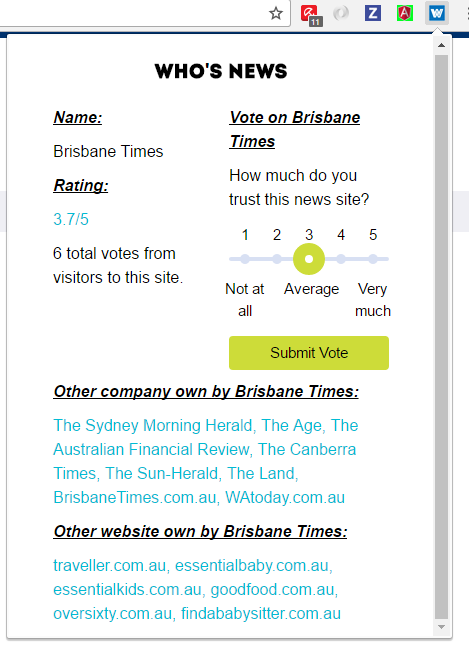 11
Z
A
W
WHO'S NEWS
Name:
Brisbane Times
Rating:
3.7/5
6 total votes from
visitors to this site.
Vote on Brisbane
Times
How much do you
trust this news site?
1 2 3 4 5
Not at all Average Very much
Submit Vote
Other company own by Brisbane Times:
The Sydney Morning Herald, The Age, The
Australian Financial Review, The Canberra
Times, The Sun-Herald, The Land,
BrisbaneTimes.com.au, WAtoday.com.au
Other website own by Brisbane Times:
traveller.com.au, essentialbaby.com.au,
essentialkids.com.au, goodfood.com.au,
oversixty.com.au, findababysitter.com.au